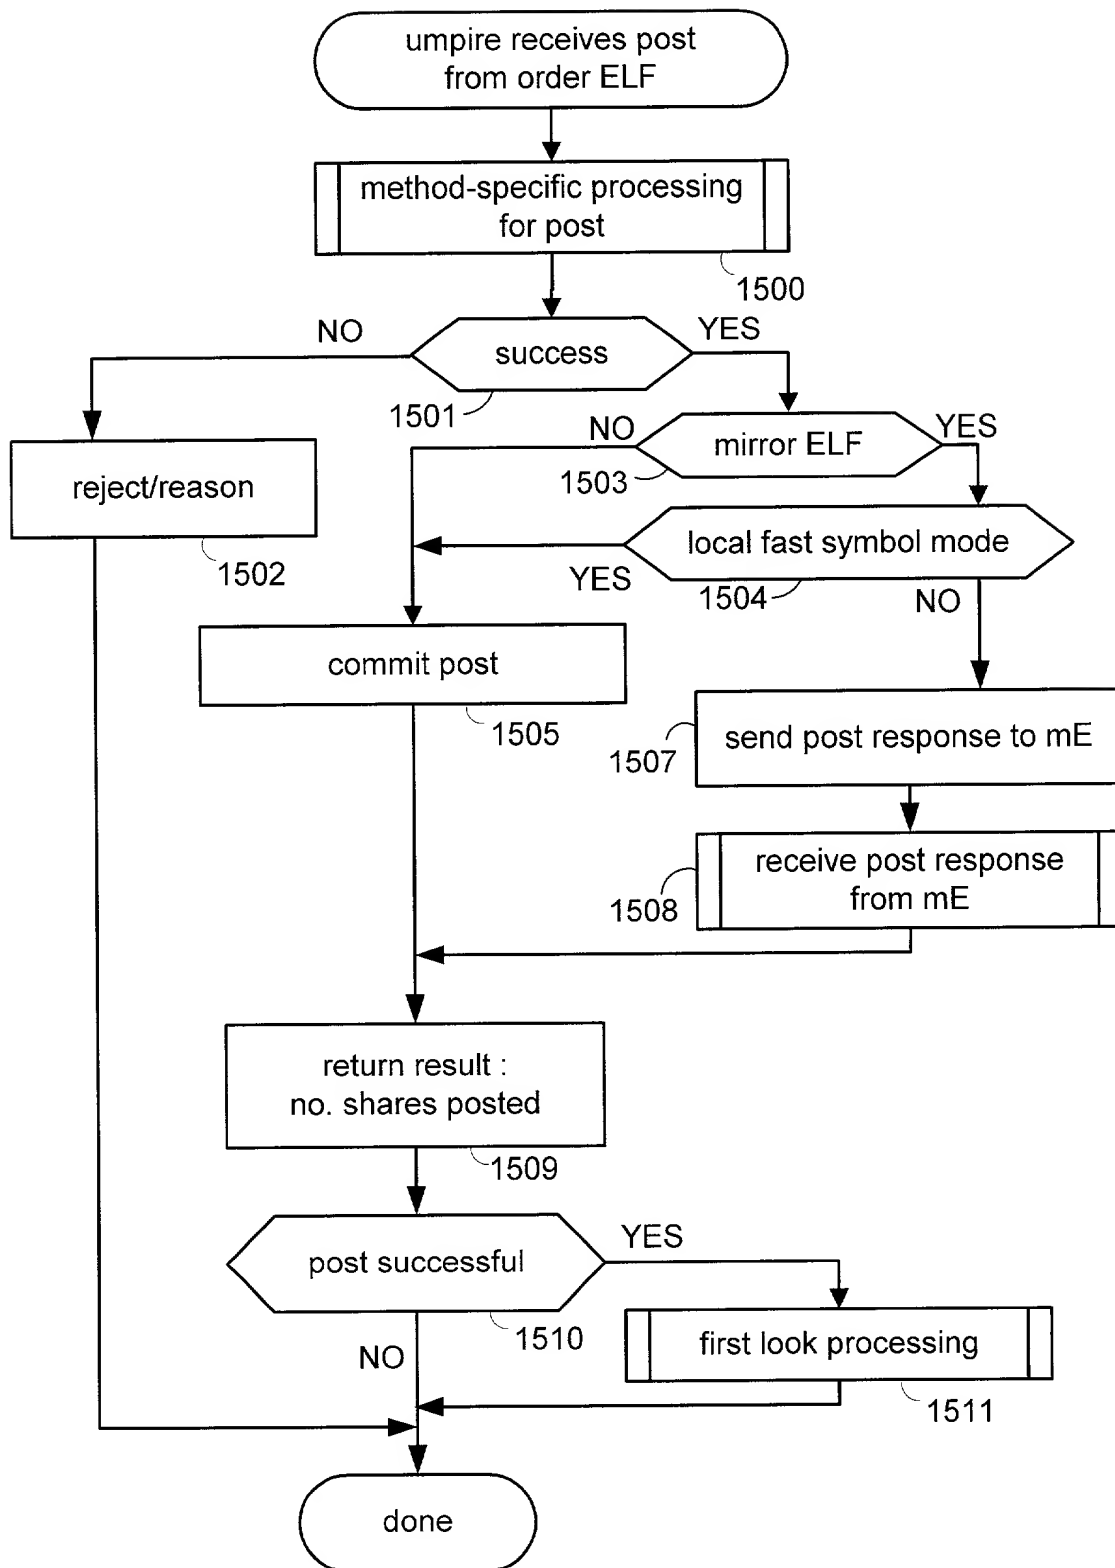 umpire receives post
from order ELF
method-specific processing
for post
1500
NO
YES
success
1501
NO
YES
mirror ELF
1503
reject/reason
1502
local fast symbol mode
YES
1504
NO
commit post
1505
send post response to mE
1507
receive post response
from mE
1508
return result :
no. shares posted
1509
YES
post successful
1510
NO
first look processing
1511
done